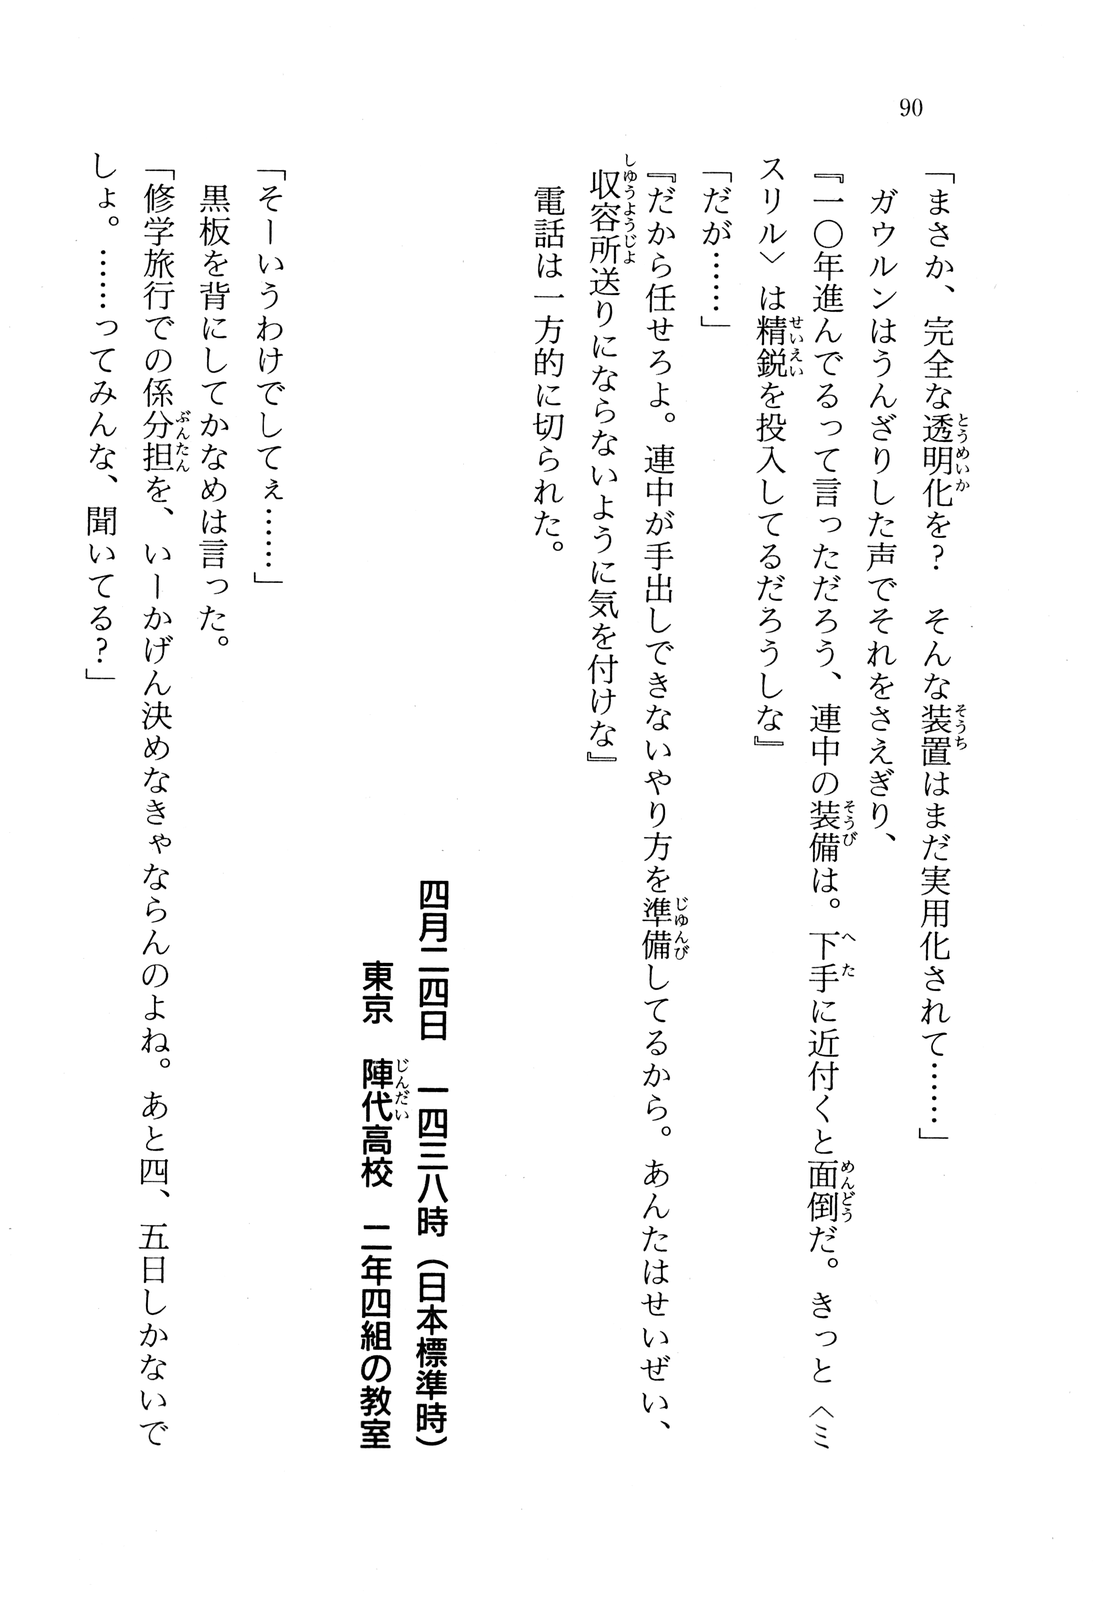 90
「まさか、完全な透明化を？　そんな装置はまだ実用化されて……」
　ガウルンはうんざりした声でそれをさえぎり、
『一〇年進んでるって言っただろう、連中の装備は。下手に近付くと面倒だ。きっと〈ミ
スリル〉は精鋭を投入してるだろうしな』
「だが……」
『だから任せろよ。連中が手出しできないやり方を準備してるから。あんたはせいぜい、
収容所送りにならないように気を付けな』
　電話は一方的に切られた。
四月二四日　一四三八時（日本標準時）
東京　陣代高校　二年四組の教室
「そーいうわけでしてぇ……」
　黒板を背にしてかなめは言った。
「修学旅行での係分担を、いーかげん決めなきゃならんのよね。あと四、五日しかないで
しょ。……ってみんな、聞いてる？」